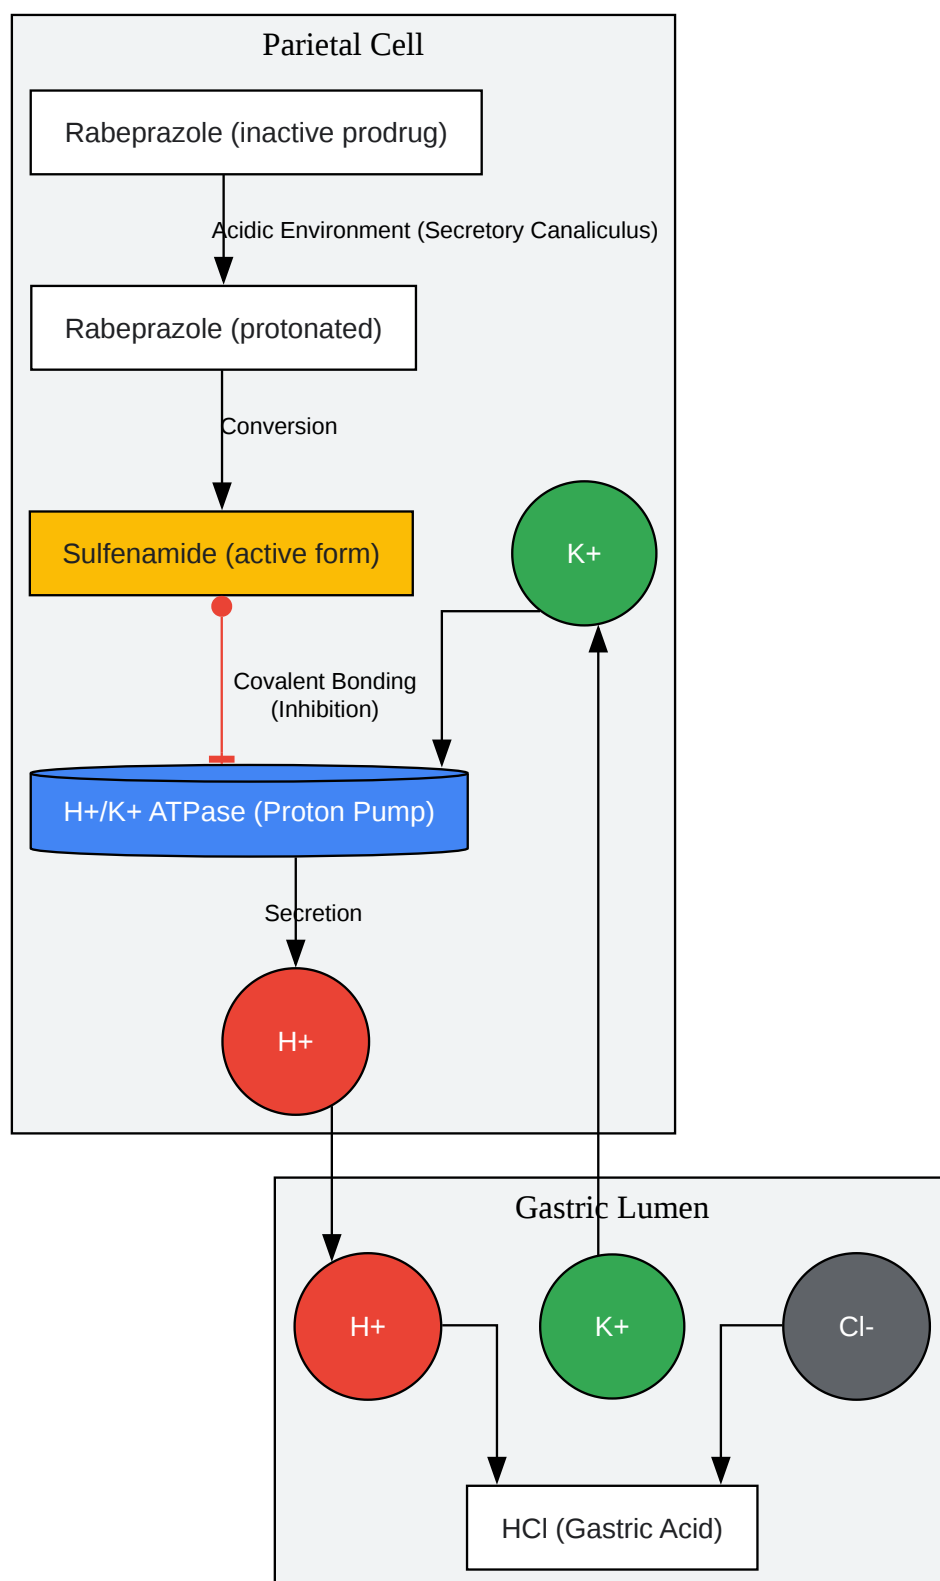 Parietal Cell
Rabeprazole (inactive prodrug)
Acidic Environment (Secretory Canaliculus)
Rabeprazole (protonated)
Conversion
Sulfenamide (active form)
K+
Covalent Bonding
(Inhibition)
H+/K+ ATPase (Proton Pump)
Secretion
H+
Gastric Lumen
H+
K+
Cl-
HCl (Gastric Acid)